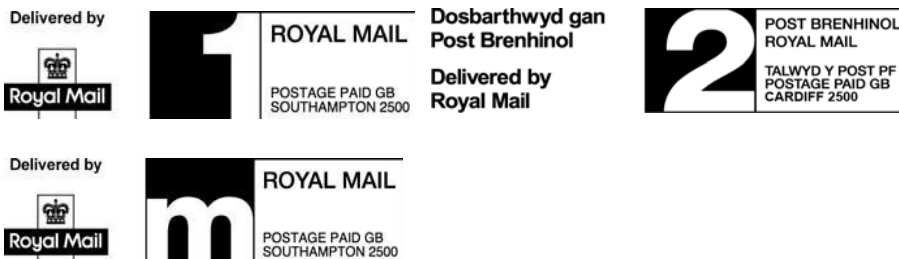 Delivered by
Royal Mail
1
ROYAL MAIL
POSTAGE PAID GB
SOUTHAMPTON 2500
Dosbarthwyd gan
Post Brenhinol
Delivered by
Royal Mail
2
POST BRENHINOL
ROYAL MAIL
TALWYD Y POST PF
POSTAGE PAID GB
CARDIFF 2500
Delivered by
Royal Mail
m
ROYAL MAIL
POSTAGE PAID GB
SOUTHAMPTON 2500